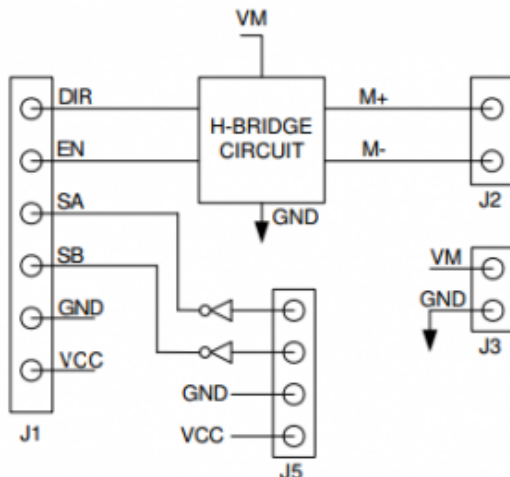 VM
DIR
M+
H-BRIDGE
CIRCUIT
EN
M-
SA
J2
GND
SB
VM
GND
GND
J3
VCC
GND
J1
VCC
J5